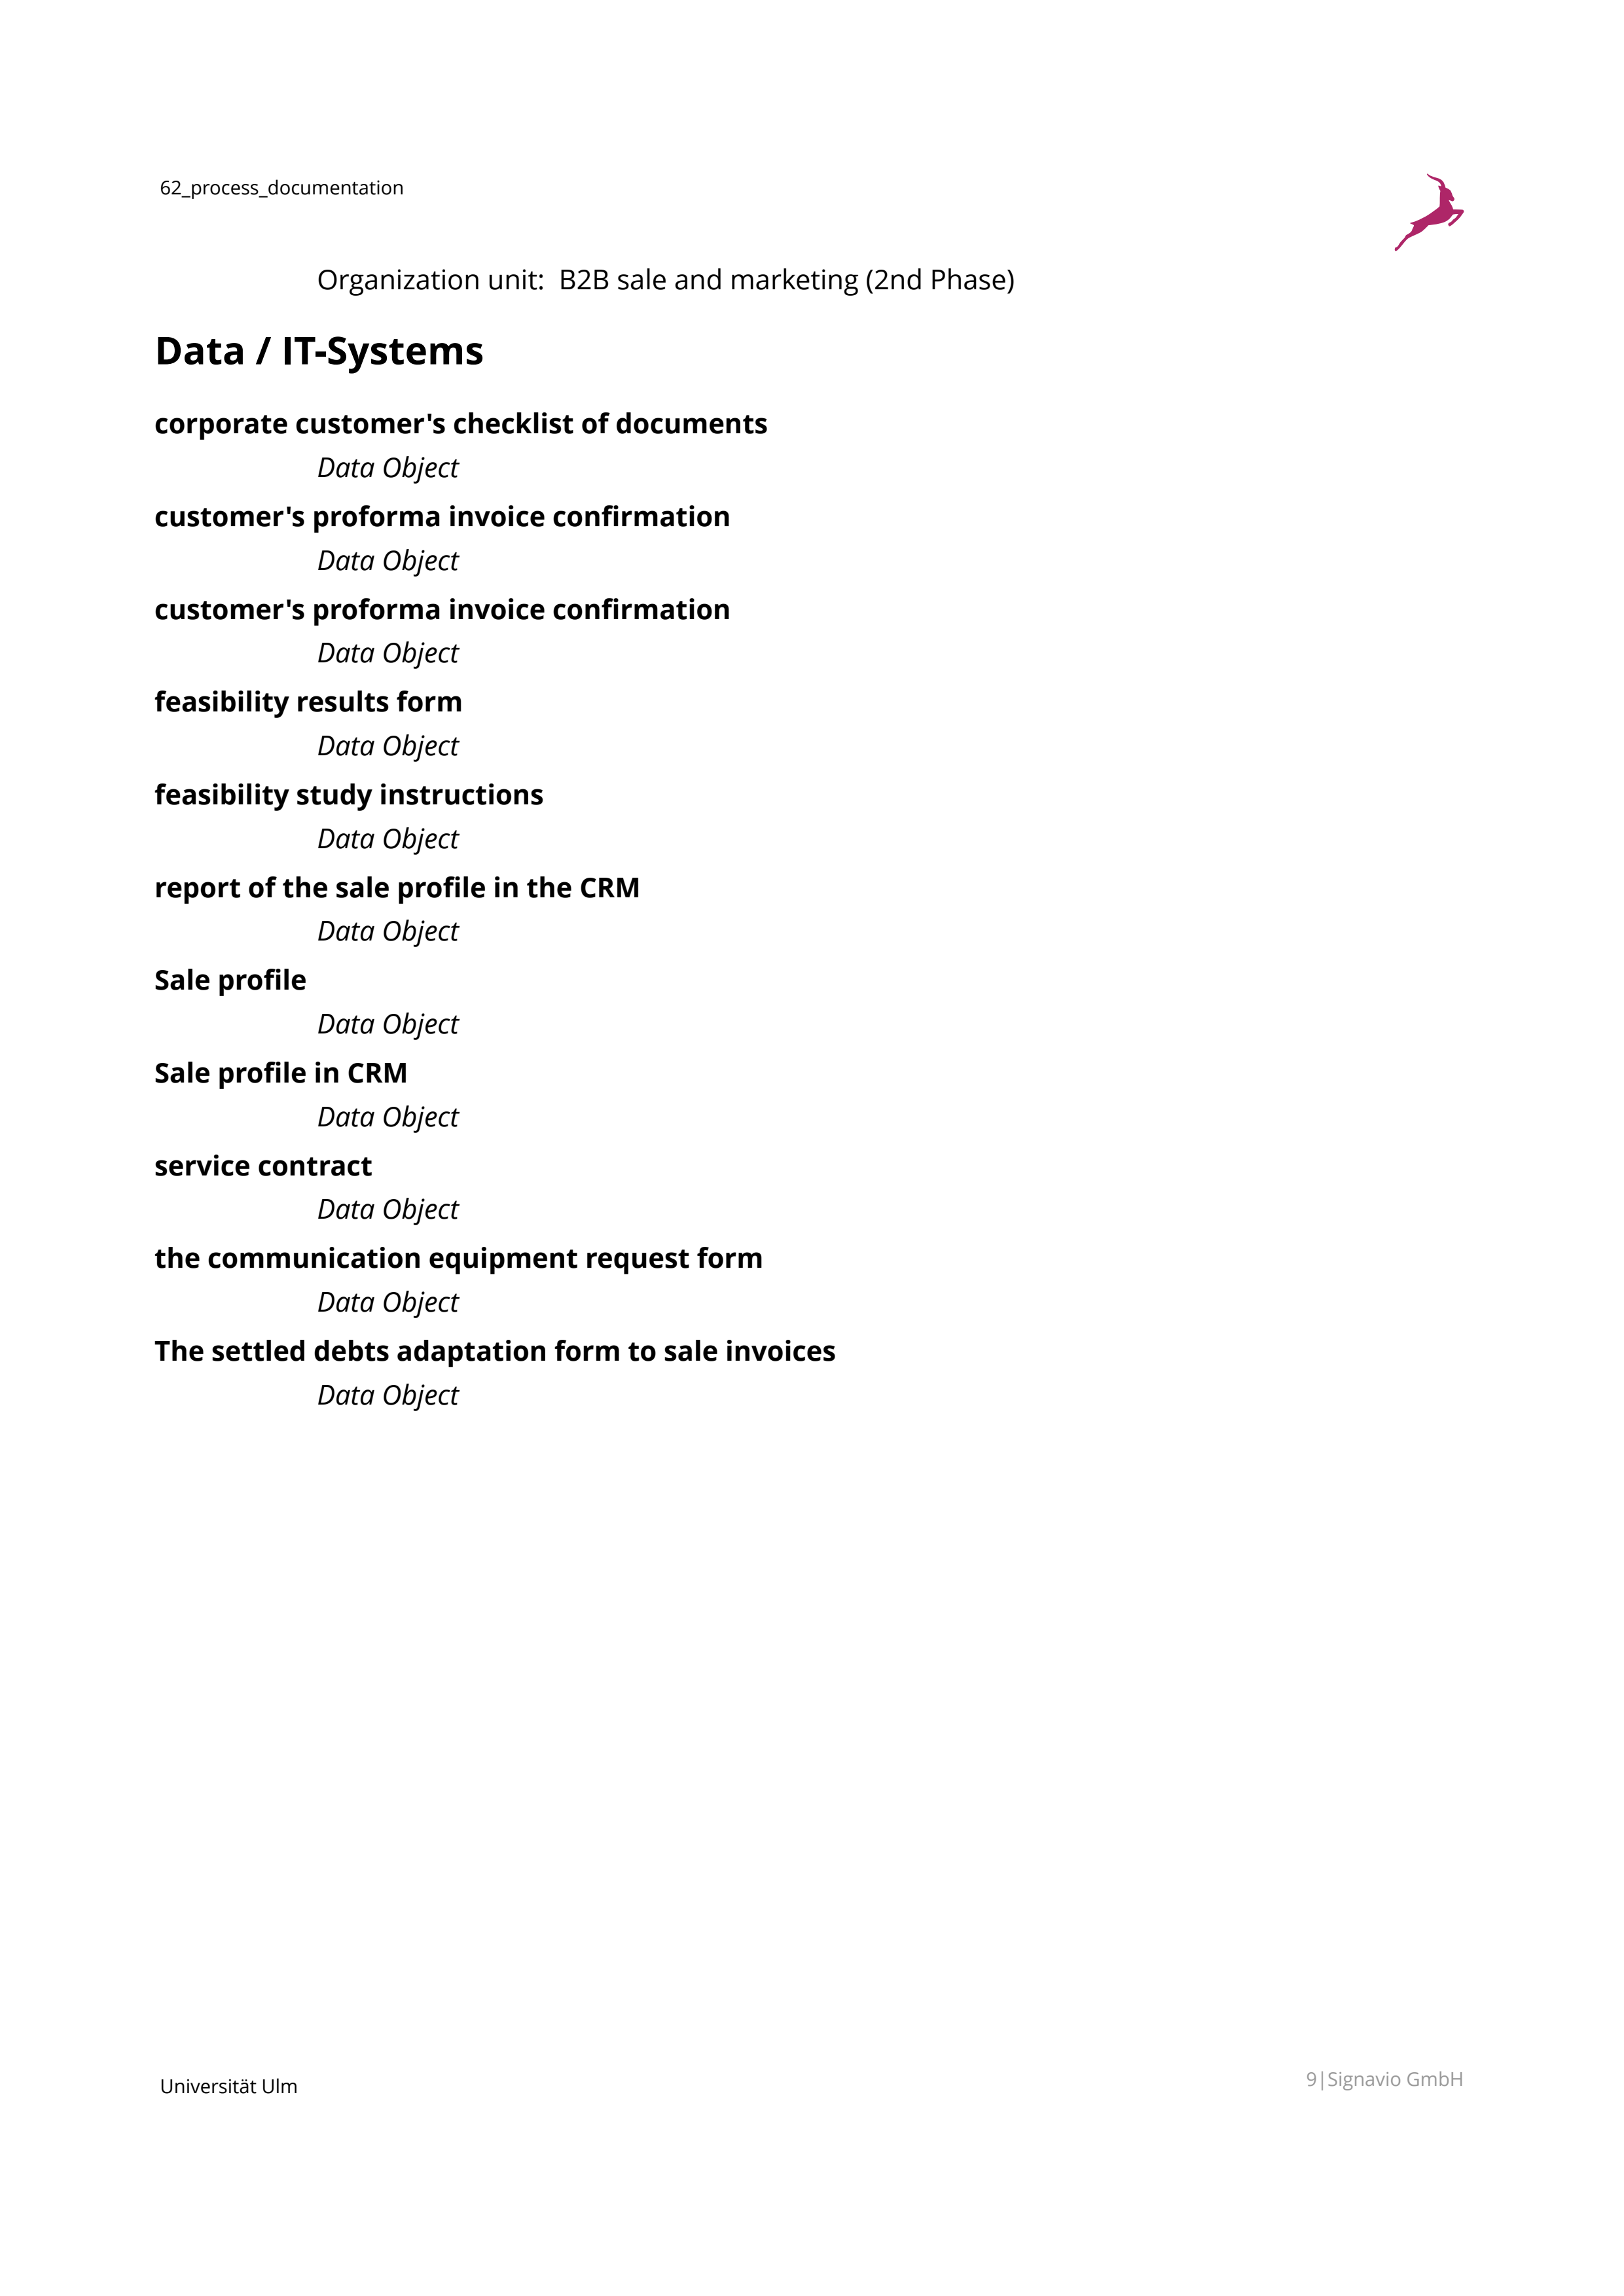 62_process_documentation
Organization unit:  B2B sale and marketing (2nd Phase)
Data / IT-Systems
corporate customer's checklist of documents
Data Object
customer's proforma invoice confirmation
Data Object
customer's proforma invoice confirmation
Data Object
feasibility results form
Data Object
feasibility study instructions
Data Object
report of the sale profile in the CRM
Data Object
Sale profile
Data Object
Sale profile in CRM
Data Object
service contract
Data Object
the communication equipment request form
Data Object
The settled debts adaptation form to sale invoices
Data Object
Universität Ulm
9|Signavio GmbH